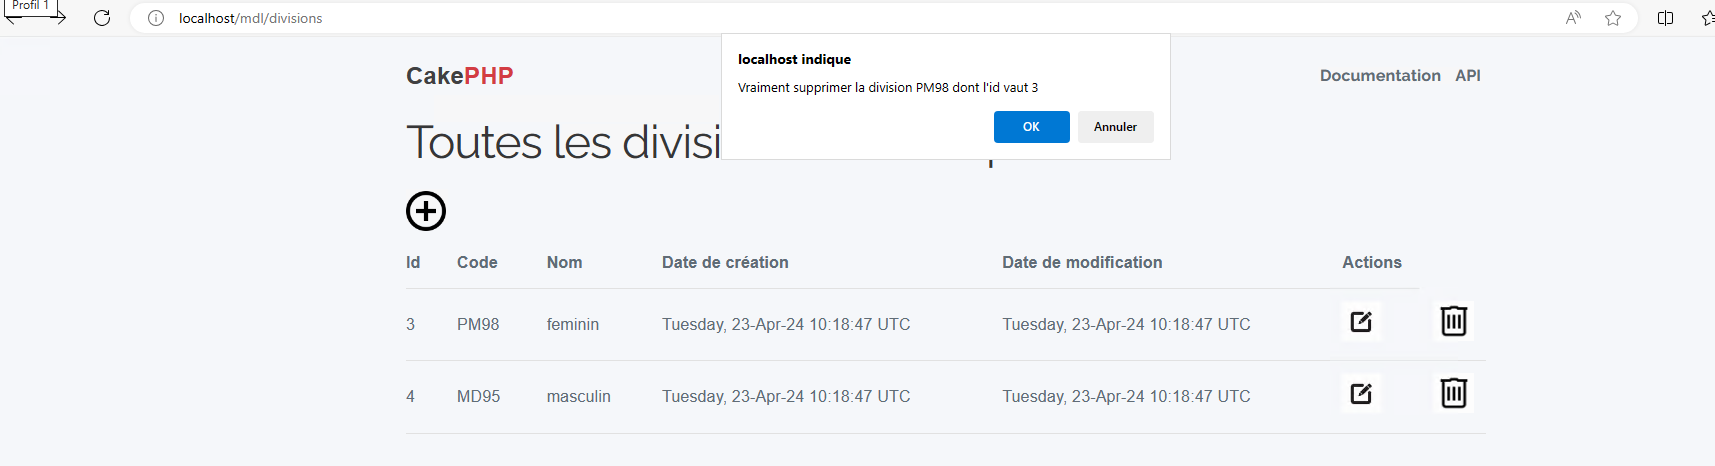 Profil 1
localhost/mdl/divisions
localhost indique
Vraiment supprimer la division PM98 dont l'id vaut 3
OK Annuler
CakePHP Documentation API
Toutes les divisi
Id Code Nom Date de création Date de modification Actions
3 PM98 feminin Tuesday, 23-Apr-24 10:18:47 UTC Tuesday, 23-Apr-24 10:18:47 UTC
4 MD95 masculin Tuesday, 23-Apr-24 10:18:47 UTC Tuesday, 23-Apr-24 10:18:47 UTC